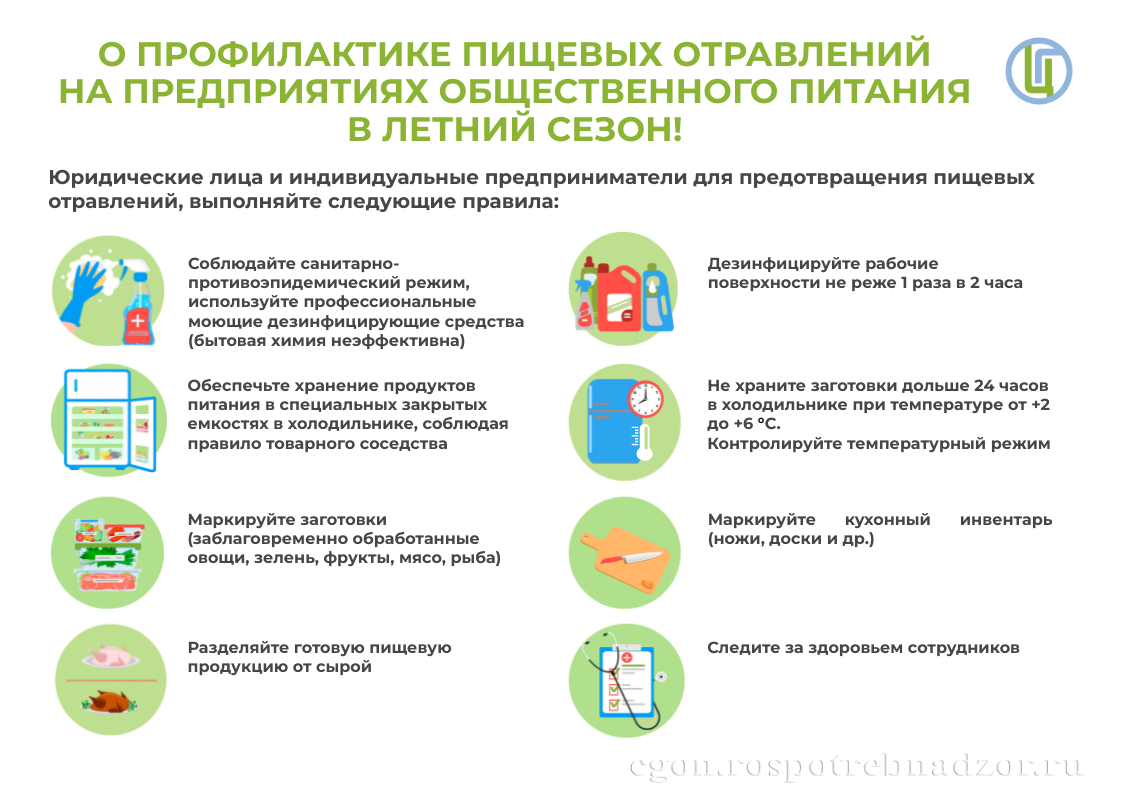 О ПРОФИЛАКТИКЕ ПИЩЕВЫХ ОТРАВЛЕНИЙ
НА ПРЕДПРИЯТИЯХ ОБЩЕСТВЕННОГО ПИТАНИЯ
В ЛЕТНИЙ СЕЗОН!
Юридические лица и индивидуальные предприниматели для предотвращения пищевых
отравлений, выполняйте следующие правила:
Соблюдайте санитарно-
противоэпидемический режим,
используйте профессиональные
моющие дезинфицирующие средства
(бытовая химия неэффективна)
Дезинфицируйте рабочие
поверхности не реже 1 раза в 2 часа
Обеспечьте хранение продуктов
питания в специальных закрытых
емкостях в холодильнике, соблюдая
правило товарного соседства
Не храните заготовки дольше 24 часов
в холодильнике при температуре от +2
до +6 °С.
Контролируйте температурный режим
Маркируйте заготовки
(заблаговременно обработанные
овощи, зелень, фрукты, мясо, рыба)
Маркируйте кухонный инвентарь
(ножи, доски и др.)
Разделяйте готовую пищевую
продукцию от сырой
Следите за здоровьем сотрудников
cgon.rospotrebnadzor.ru